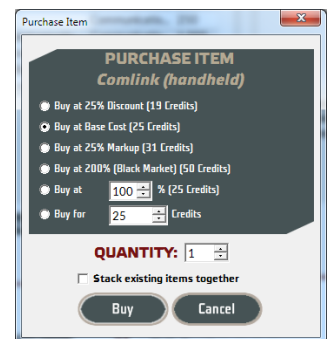 Purchase Item
PURCHASE ITEM
Comlink (handheld)
Buy at 25% Discount (19 Credits)
Buy at Base Cost (25 Credits)
Buy at 25% Markup (31 Credits)
Buy at 200% (Black Market) (50 Credits)
Buy at 100 % (25 Credits)
Buy for 25 Credits
QUANTITY: 1
Stack existing items together
Buy Cancel